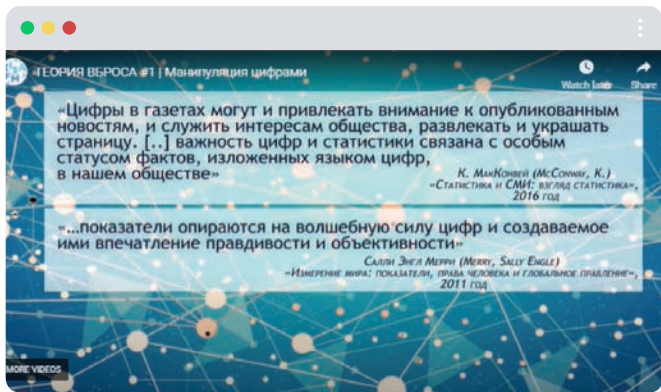 ТЕОРИЯ ВБРОСА #1 | Манипуляция цифрами
Watch later
Share
«Цифры в газетах могут и привлекать внимание к опубликованным
новостям, и служить интересам общества, развлекать и украшать
страницу. [..] важность цифр и статистики связана с особым
статусом фактов, изложенных языком цифр,
в нашем обществе»
К. МакКонвей (McConway, K.)
«Статистика и СМИ: взгляд статистика»,
2016 год
«...показатели опираются на волшебную силу цифр и создаваемое
ими впечатление правдивости и объективности»
Салли Энгл Мерри (Merry, Sally Engle)
«Измерение мира: показатели, права человека и глобальное правление»,
2011 год
MORE VIDEOS